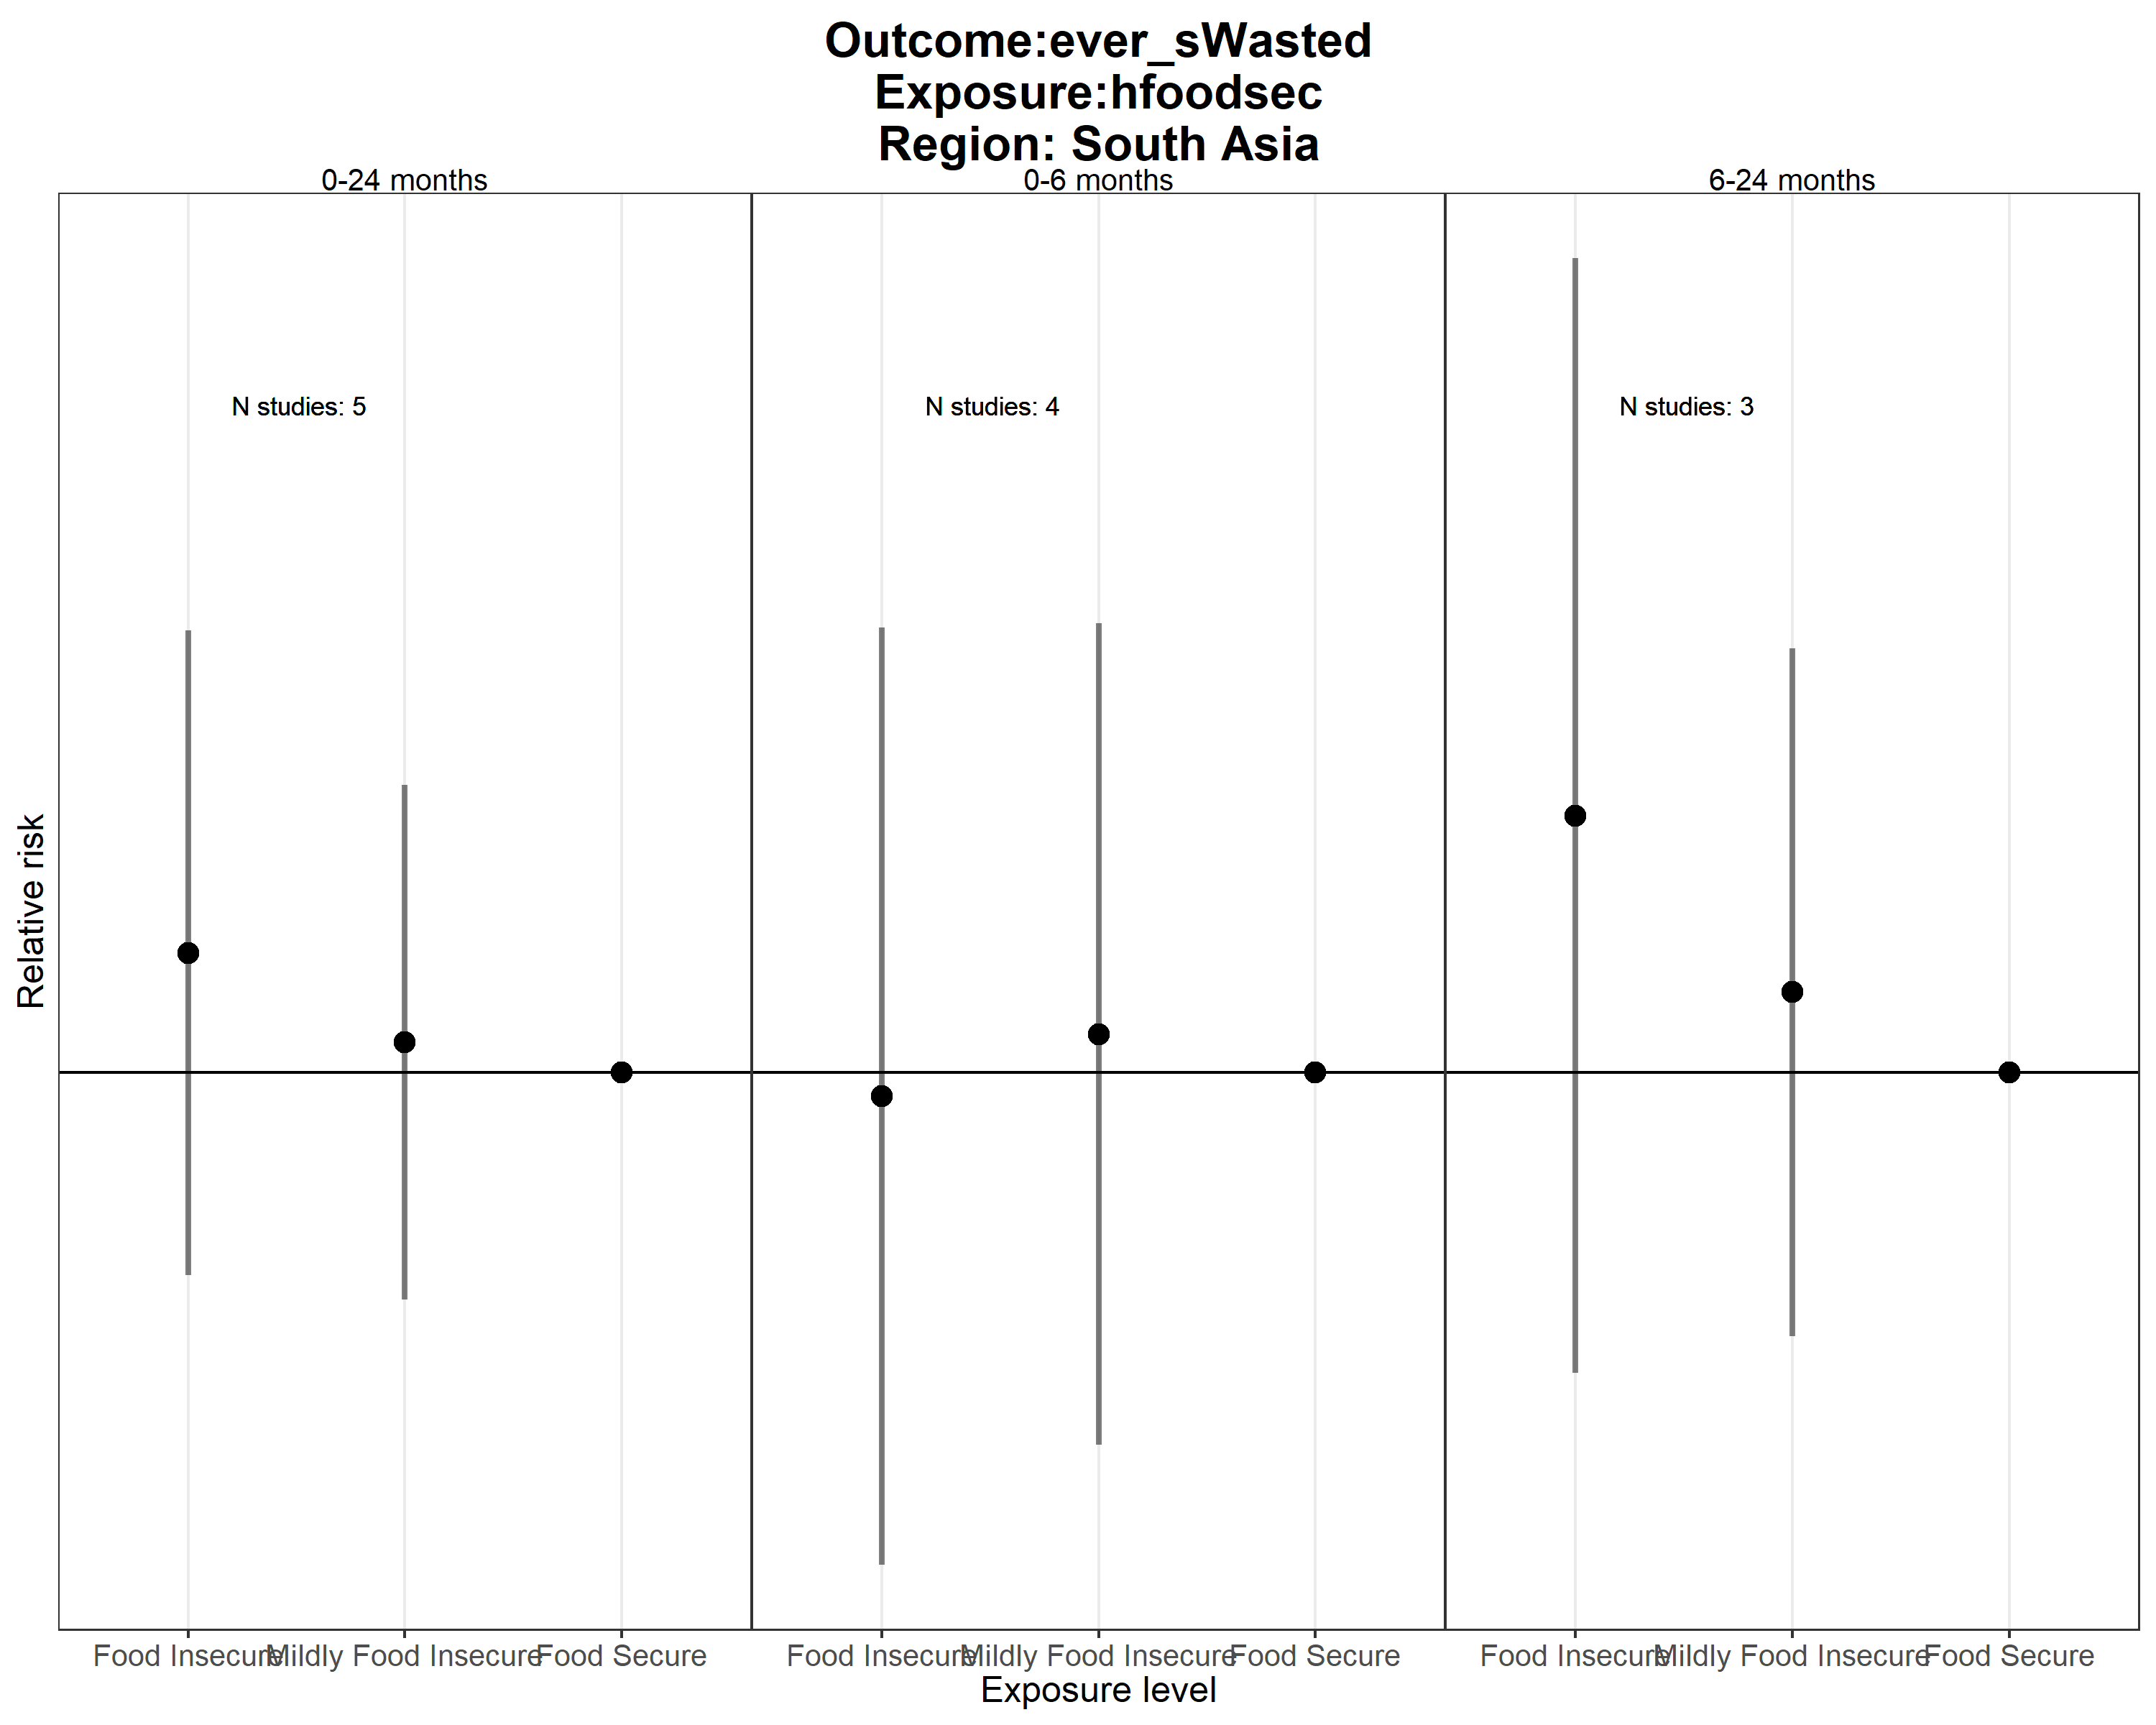 Outcome:ever_sWasted
Exposure:hfoodsec
Region: South Asia
0-24 months
0-6 months
6-24 months
N studies: 5
N studies: 4
N studies: 3
Relative risk
Food Insecure Mildly Food Insecure Food Secure
Food Insecure Mildly Food Insecure Food Secure
Food Insecure Mildly Food Insecure Food Secure
Exposure level